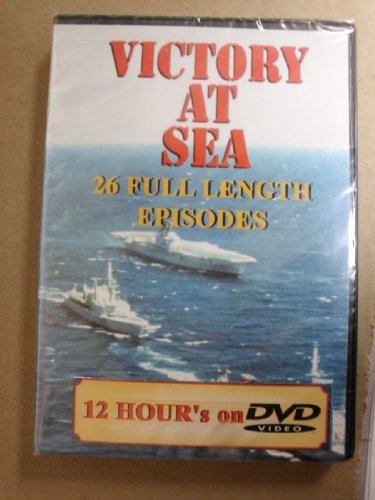 VICTORY
AT
SEA
26 FULL LENGTH
EPISODES
12 HOUR's on DVD
VIDEO